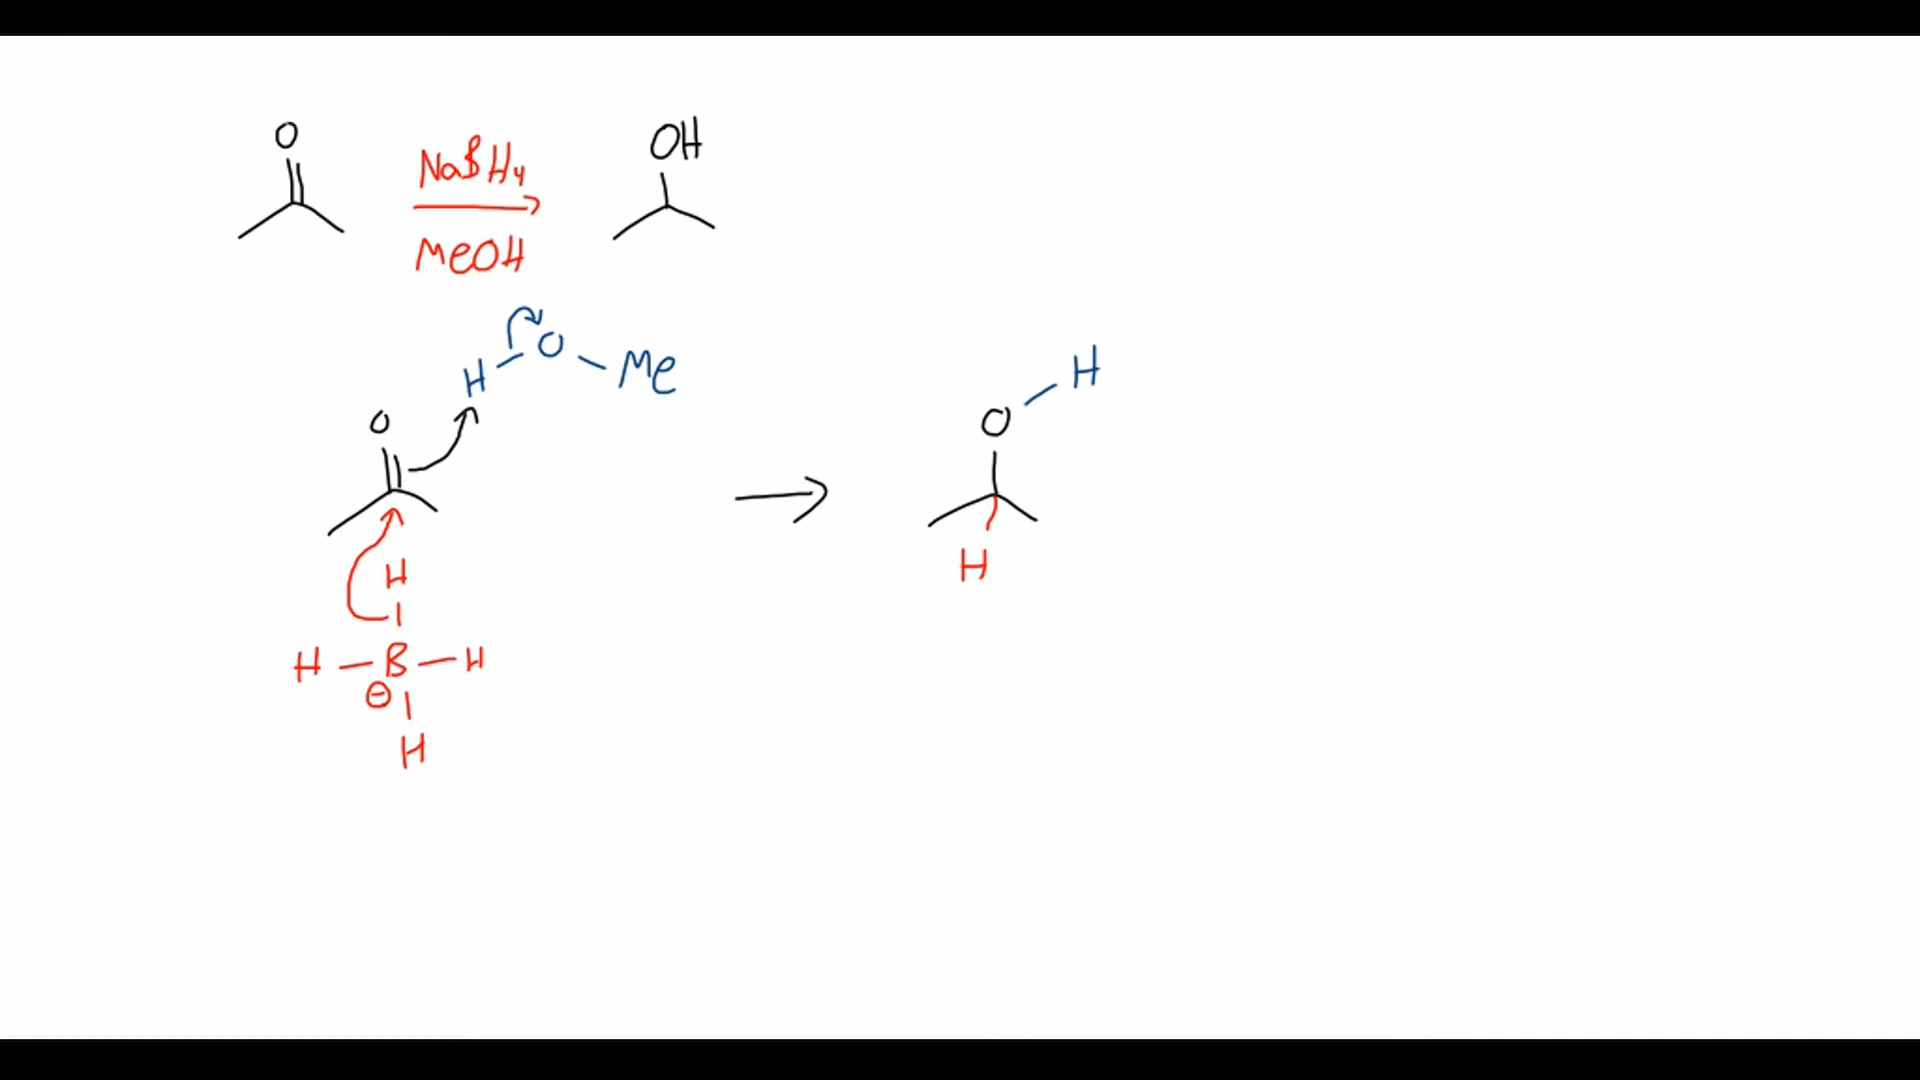 O
NaBH4
OH
MeOH
H - O - Me
O
O - H
H
H
H - B - H
⊖
H